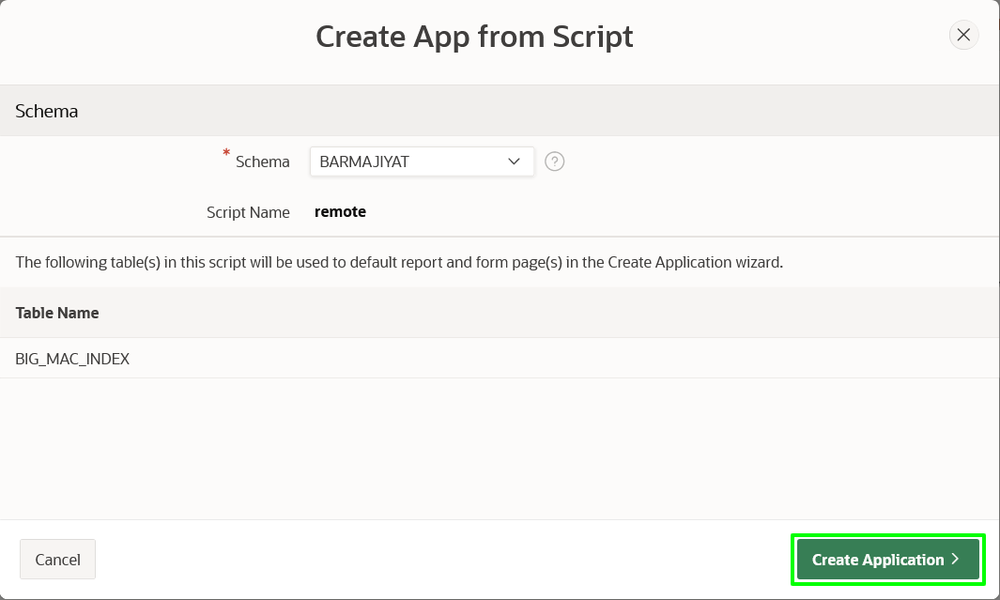 Create App from Script
Schema
* Schema BARMAJIYAT ?
Script Name remote
The following table(s) in this script will be used to default report and form page(s) in the Create Application wizard.
Table Name
BIG_MAC_INDEX
Cancel Create Application